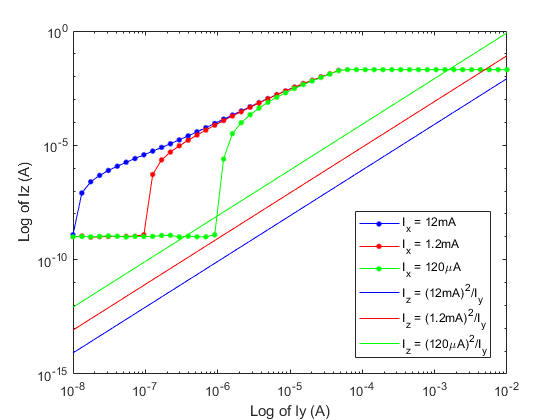 10^0
10^-5
10^-10
10^-15
Log of Iz (A)
I_x = 12mA
I_x = 1.2mA
I_x = 120μA
I_z = (12mA)^2/I_y
I_z = (1.2mA)^2/I_y
I_z = (120μA)^2/I_y
10^-8 10^-7 10^-6 10^-5 10^-4 10^-3 10^-2
Log of Iy (A)